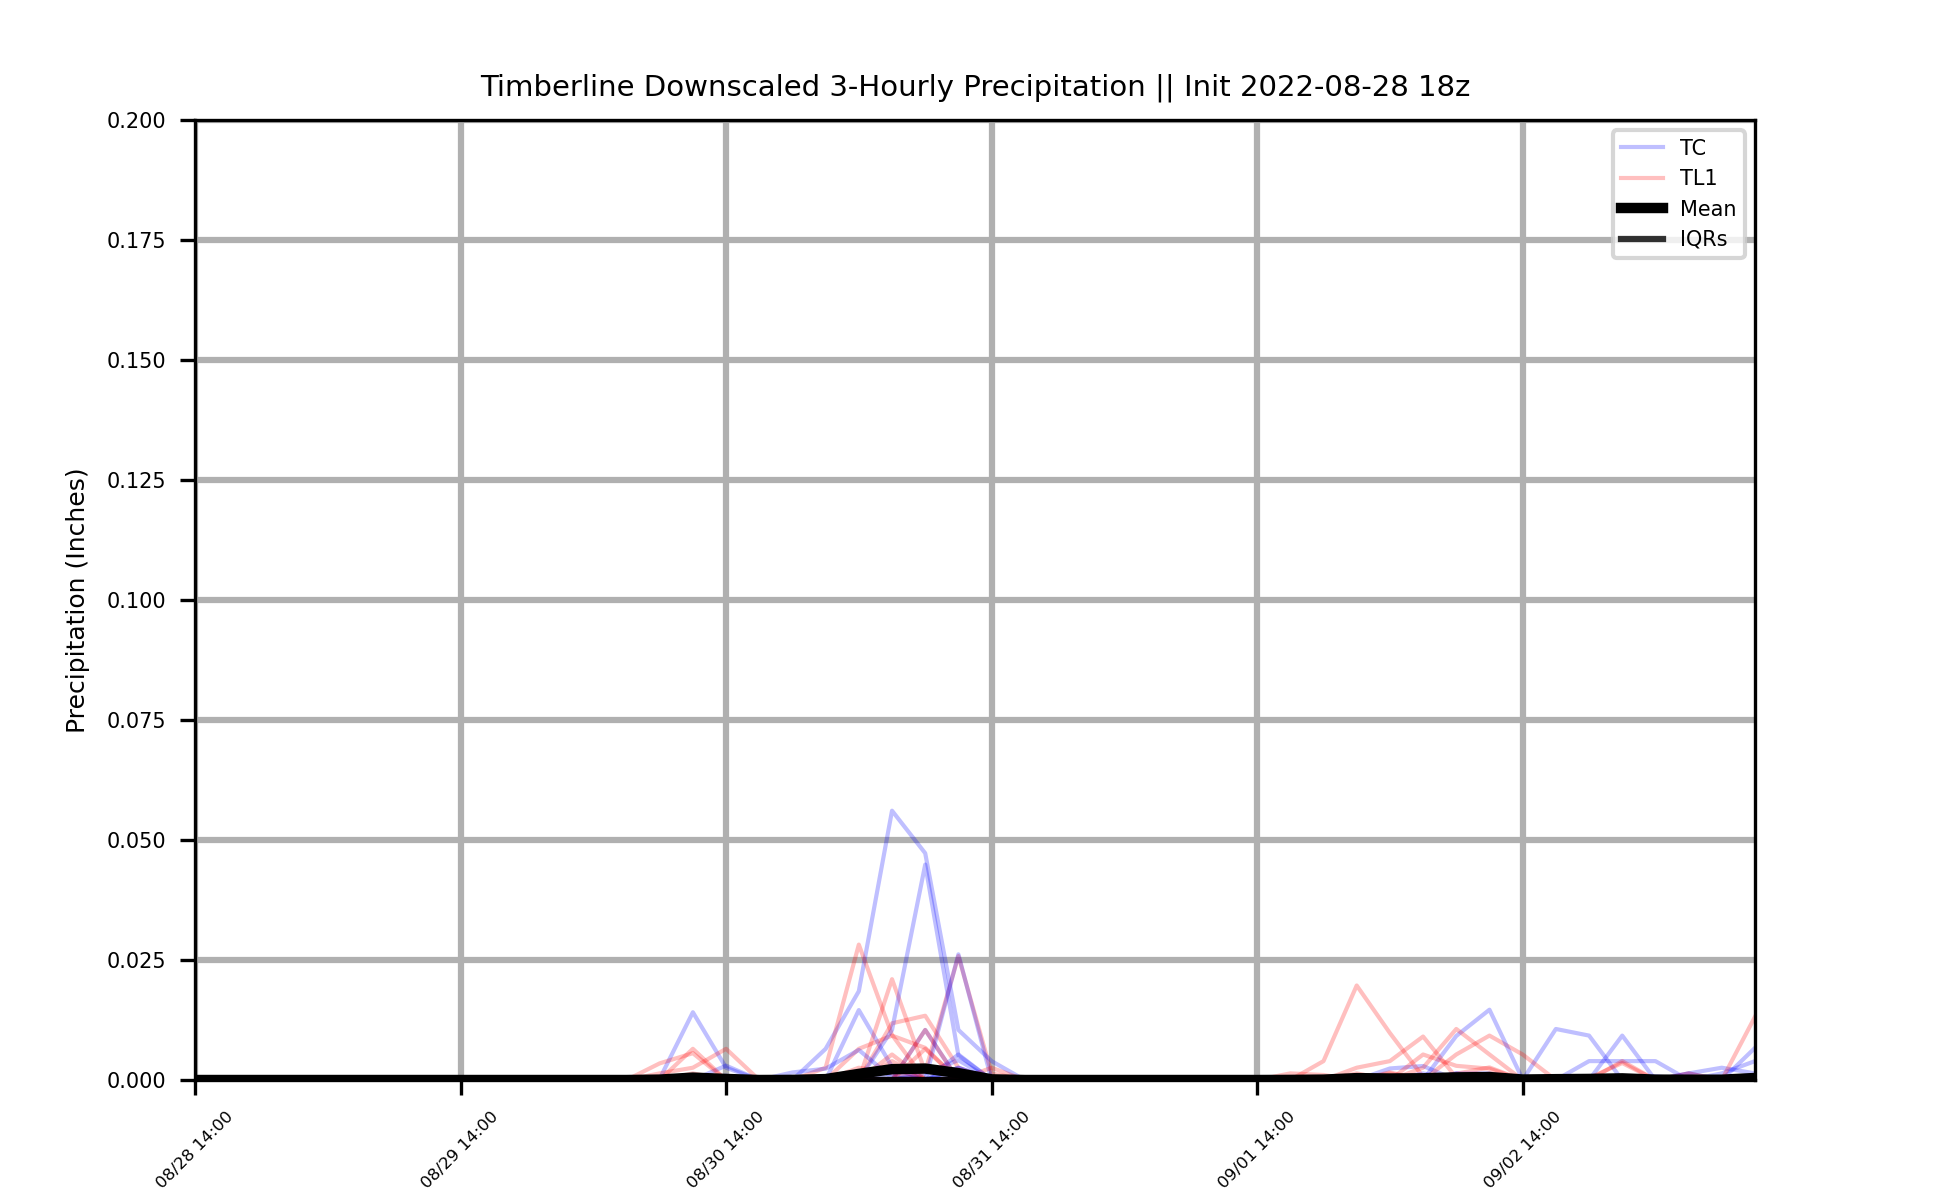 Timberline Downscaled 3-Hourly Precipitation || Init 2022-08-28 18z
0.200
0.175
0.150
0.125
0.100
0.075
0.050
0.025
0.000
Precipitation (Inches)
TC
TL1
Mean
IQRs
08/28 14:00
08/29 14:00
08/30 14:00
08/31 14:00
09/01 14:00
09/02 14:00